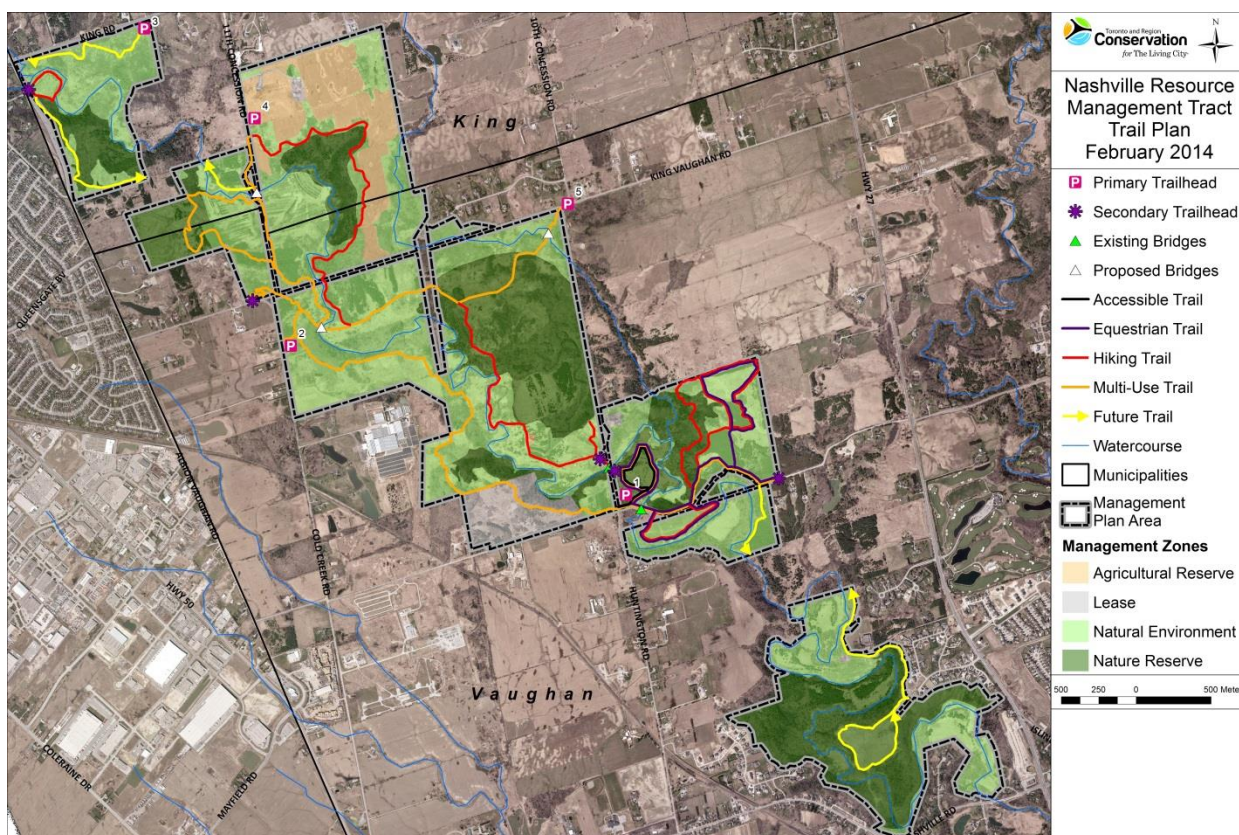 KING RD
3
11TH CONCESSION RD
10TH CONCESSION RD
4
King
KING VAUGHAN RD
5
HWY 27
QUEENSGATE BV
2
1
ALBION VAUGHAN RD
COLD CREEK RD
HWY 50
HUNTINGTON RD
Vaughan
COLERAINE DR
MAYFIELD RD
Toronto and Region
Conservation
for The Living City
N
Nashville Resource
Management Tract
Trail Plan
February 2014
P Primary Trailhead
Secondary Trailhead
Existing Bridges
Proposed Bridges
Accessible Trail
Equestrian Trail
Hiking Trail
Multi-Use Trail
Future Trail
Watercourse
Municipalities
Management
Plan Area
Management Zones
Agricultural Reserve
Lease
Natural Environment
Nature Reserve
500 250 0 500 Mete